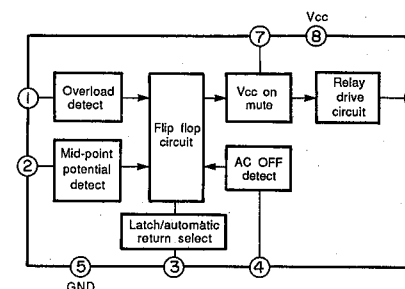 Vcc
7
8
1
Overload
detect
Flip flop
circuit
Vcc on
mute
Relay
drive
circuit
2
Mid-point
potential
detect
AC OFF
detect
Latch/automatic
return select
5
3
4
GND